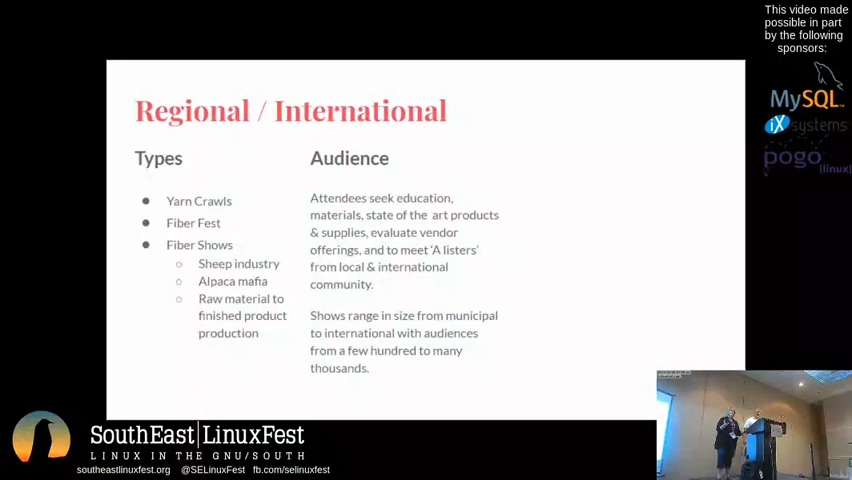 This video made
possible in part
by the following
sponsors:
MySQL
iX systems
pogo
[linux]
Regional / International
Types
Yarn Crawls
Fiber Fest
Fiber Shows
Sheep industry
Alpaca mafia
Raw material to
finished product
production
Audience
Attendees seek education,
materials, state of the art products
& supplies, evaluate vendor
offerings, and to meet ‘A listers’
from local & international
community.
Shows range in size from municipal
to international with audiences
from a few hundred to many
thousands.
SouthEast|LinuxFest
LINUX IN THE GNU/SOUTH
southeastlinuxfest.org @SELinuxFest fb.com/selinuxfest